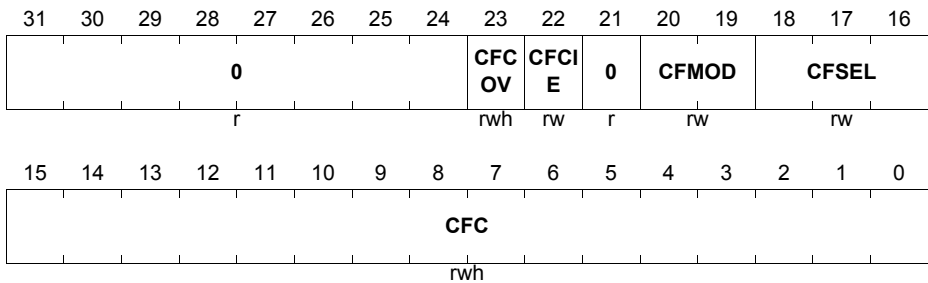 31 30 29 28 27 26 25 24 23 22 21 20 19 18 17 16
0 CFC OV CFCI E 0 CFMOD CFSEL
r rwh rw r rw rw
15 14 13 12 11 10 9 8 7 6 5 4 3 2 1 0
CFC
rwh